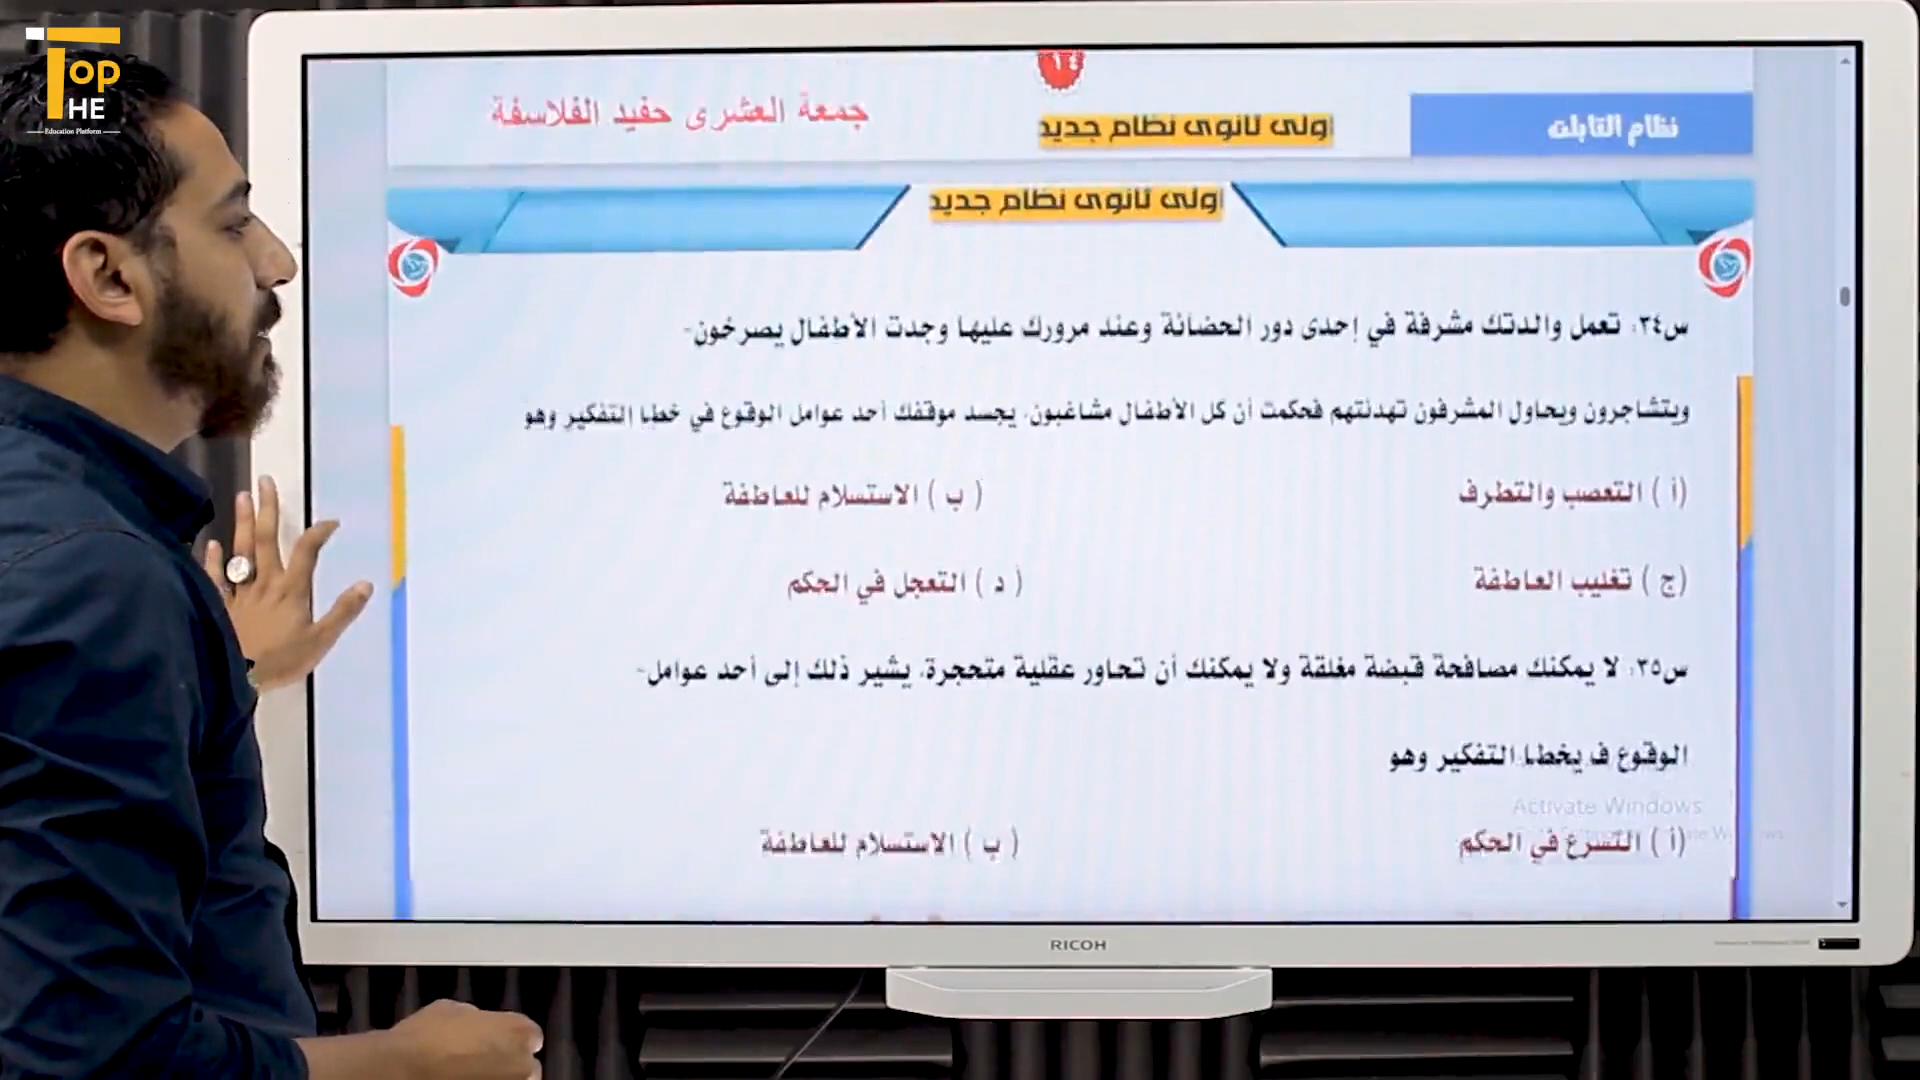 TOP
THE
Education Platform
١٤
نظام التابلت
اولى ثانوى نظام جديد
جمعة العشرى حفيد الفلاسفة
اولى ثانوى نظام جديد
س٣٤: تعمل والدتك مشرفة في إحدى دور الحضانة وعند مرورك عليها وجدت الأطفال يصرخون-
ويتشاجرون ويحاول المشرفون تهدئتهم فحكمت أن كل الأطفال مشاغبون. يجسد موقفك أحد عوامل الوقوع في خطا التفكير وهو
(أ ) التعصب والتطرف
( ب ) الاستسلام للعاطفة
(ج ) تغليب العاطفة
( د ) التعجل في الحكم
س٣٥: لا يمكنك مصافحة قبضة مغلقة ولا يمكنك أن تحاور عقلية متحجرة. يشير ذلك إلى أحد عوامل-
الوقوع ف يخطا التفكير وهو
Activate Windows
(أ ) التسرع في الحكم
( ب ) الاستسلام للعاطفة
RICOH